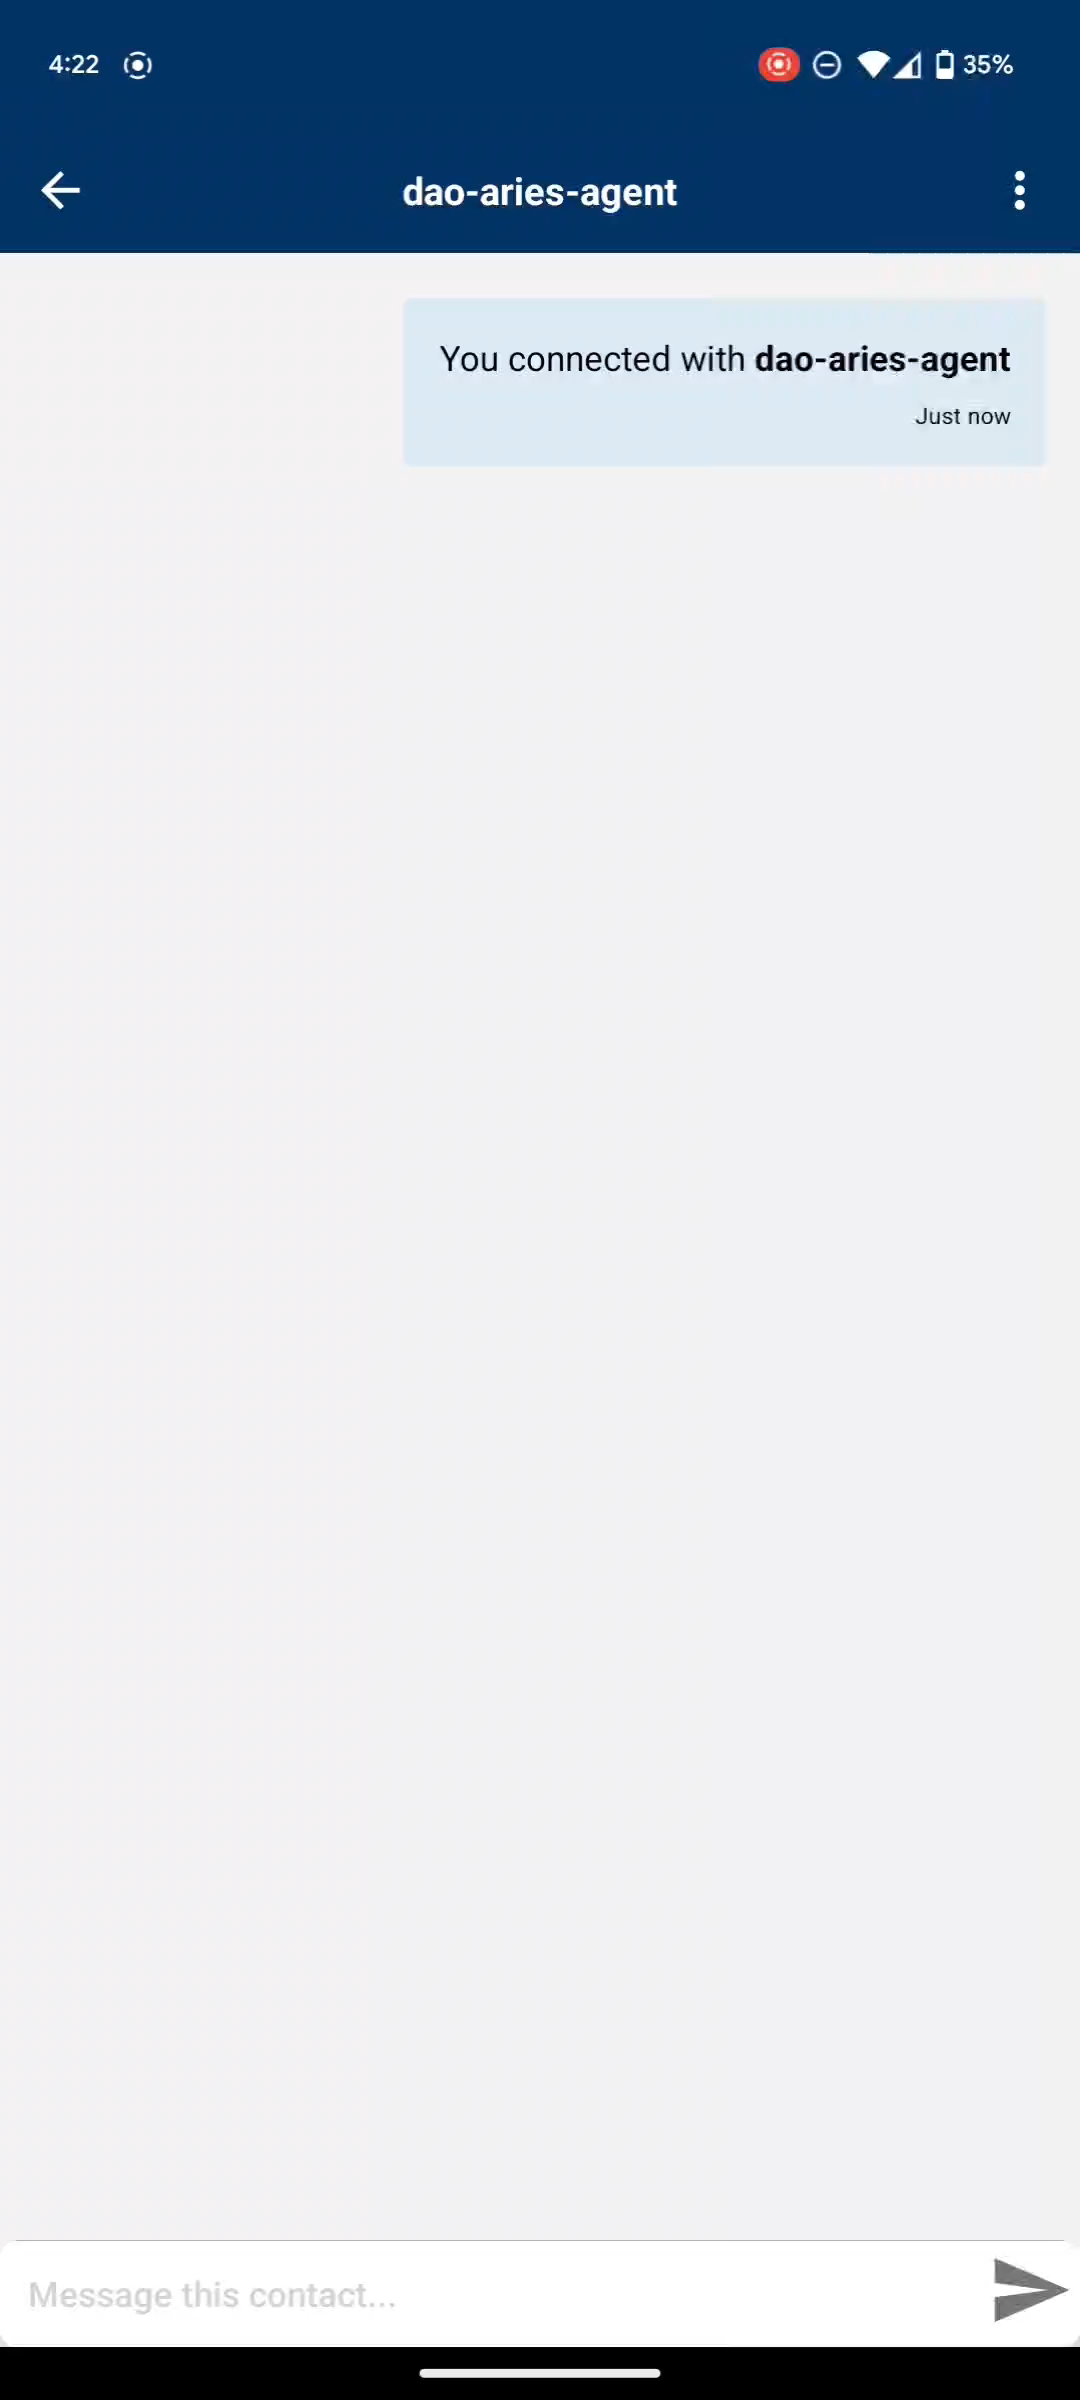 4:22
35%
dao-aries-agent
You connected with dao-aries-agent
Just now
Message this contact...